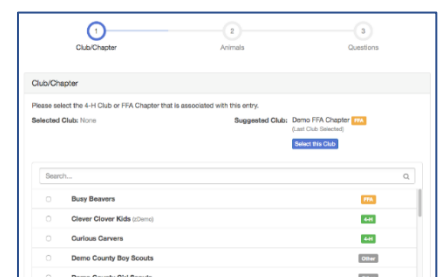 1
2
3
Club/Chapter
Animals
Questions
Club/Chapter
Please select the 4-H Club or FFA Chapter that is associated with this entry.
Selected Club: None
Suggested Club: Demo FFA Chapter FFA
(Last Club Selected)
Select this Club
Search...
Busy Beavers FFA
Clever Clover Kids (zDemo) 4-H
Curious Carvers 4-H
Demo County Boy Scouts Other